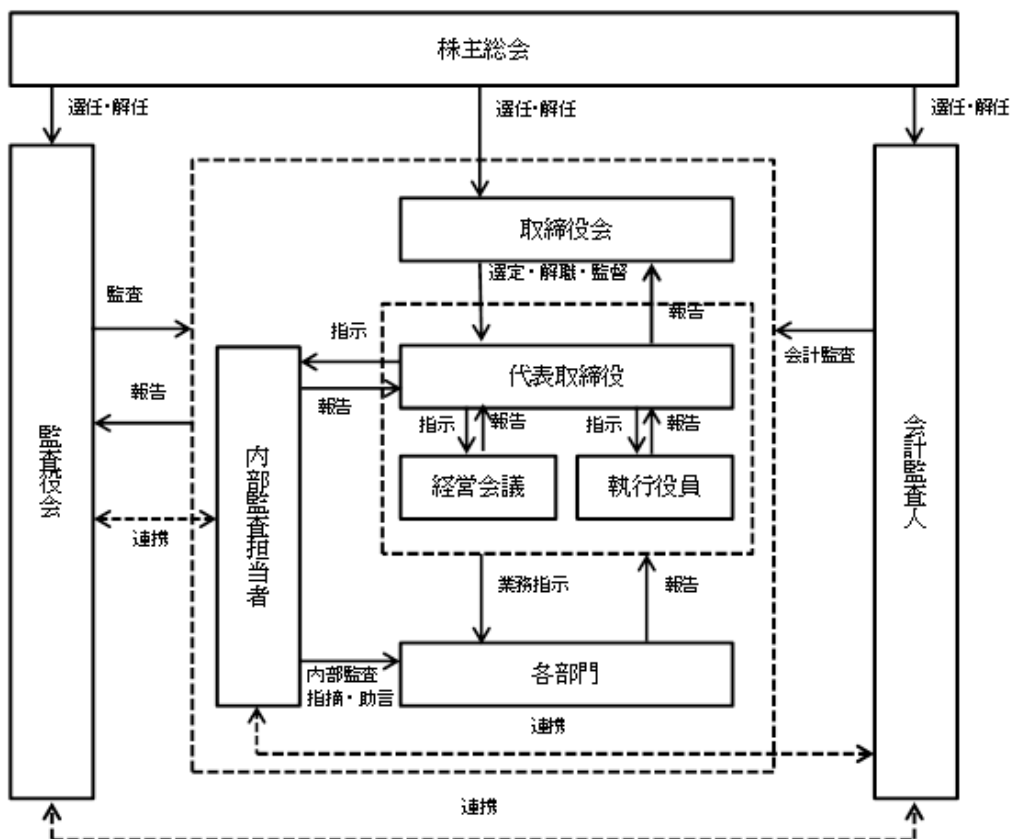 株主総会
選任・解任
選任・解任
選任・解任
取締役会
選定・解職・監督
監査
報告
指示
会計監査
代表取締役
報告
報告
指示
報告
指示
報告
監査役会
内部監査担当者
経営会議
執行役員
会計監査人
連携
業務指示
報告
内部監査
指摘・助言
各部門
連携
連携